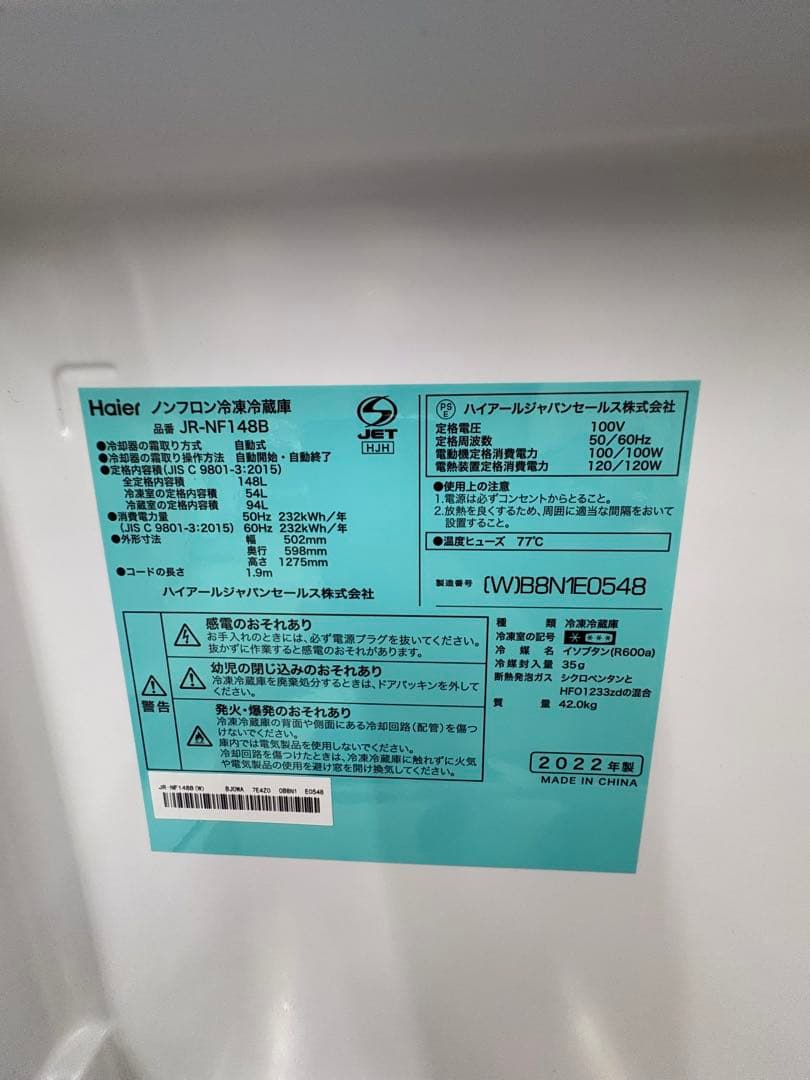 Haier ノンフロン冷凍冷蔵庫
品番 JR-NF148B
●冷却器の霜取り方式 自動式
●冷却器の霜取り操作方法 自動開始・自動終了
●定格内容積(JIS C 9801-3:2015)
全定格内容積 148L
冷凍室の定格内容積 54L
冷蔵室の定格内容積 94L
●消費電力量 50Hz 232kWh/年
(JIS C 9801-3:2015) 60Hz 232kWh/年
●外形寸法 幅 502mm
奥行 598mm
高さ 1275mm
●コードの長さ 1.9m
ハイアールジャパンセールス株式会社
JET
HJH
PSE ハイアールジャパンセールス株式会社
定格電圧 100V
定格周波数 50/60Hz
電動機定格消費電力 100/100W
電熱装置定格消費電力 120/120W
●使用上の注意
1.電源は必ずコンセントからとること。
2.放熱を良くするため、周囲に適当な間隔をおいて
設置すること。
●温度ヒューズ 77℃
製造番号 (W)B8N1E0548
警告
感電のおそれあり
お手入れのときには、必ず電源プラグを抜いてください。
抜かずに作業すると感電のおそれがあります。
幼児の閉じ込みのおそれあり
冷凍冷蔵庫を廃棄処分するときは、ドアパッキンを外して
ください。
発火・爆発のおそれあり
冷凍冷蔵庫の背面や側面にある冷却回路(配管)を傷つ
けないでください。
庫内では電気製品を使用しないでください。
冷却回路を傷つけたときは、冷凍冷蔵庫に触れずに火気
や電気製品の使用を避け窓を開け換気してください。
種類 冷凍冷蔵庫
冷凍室の記号 * ***
冷媒名 イソブタン(R600a)
冷媒封入量 35g
断熱発泡ガス シクロペンタンと
HFO1233zdの混合
質量 42.0kg
2022年製
MADE IN CHINA
JR-NF148B(W) BJ0WA 7E4Z0 0B8N1 E0548